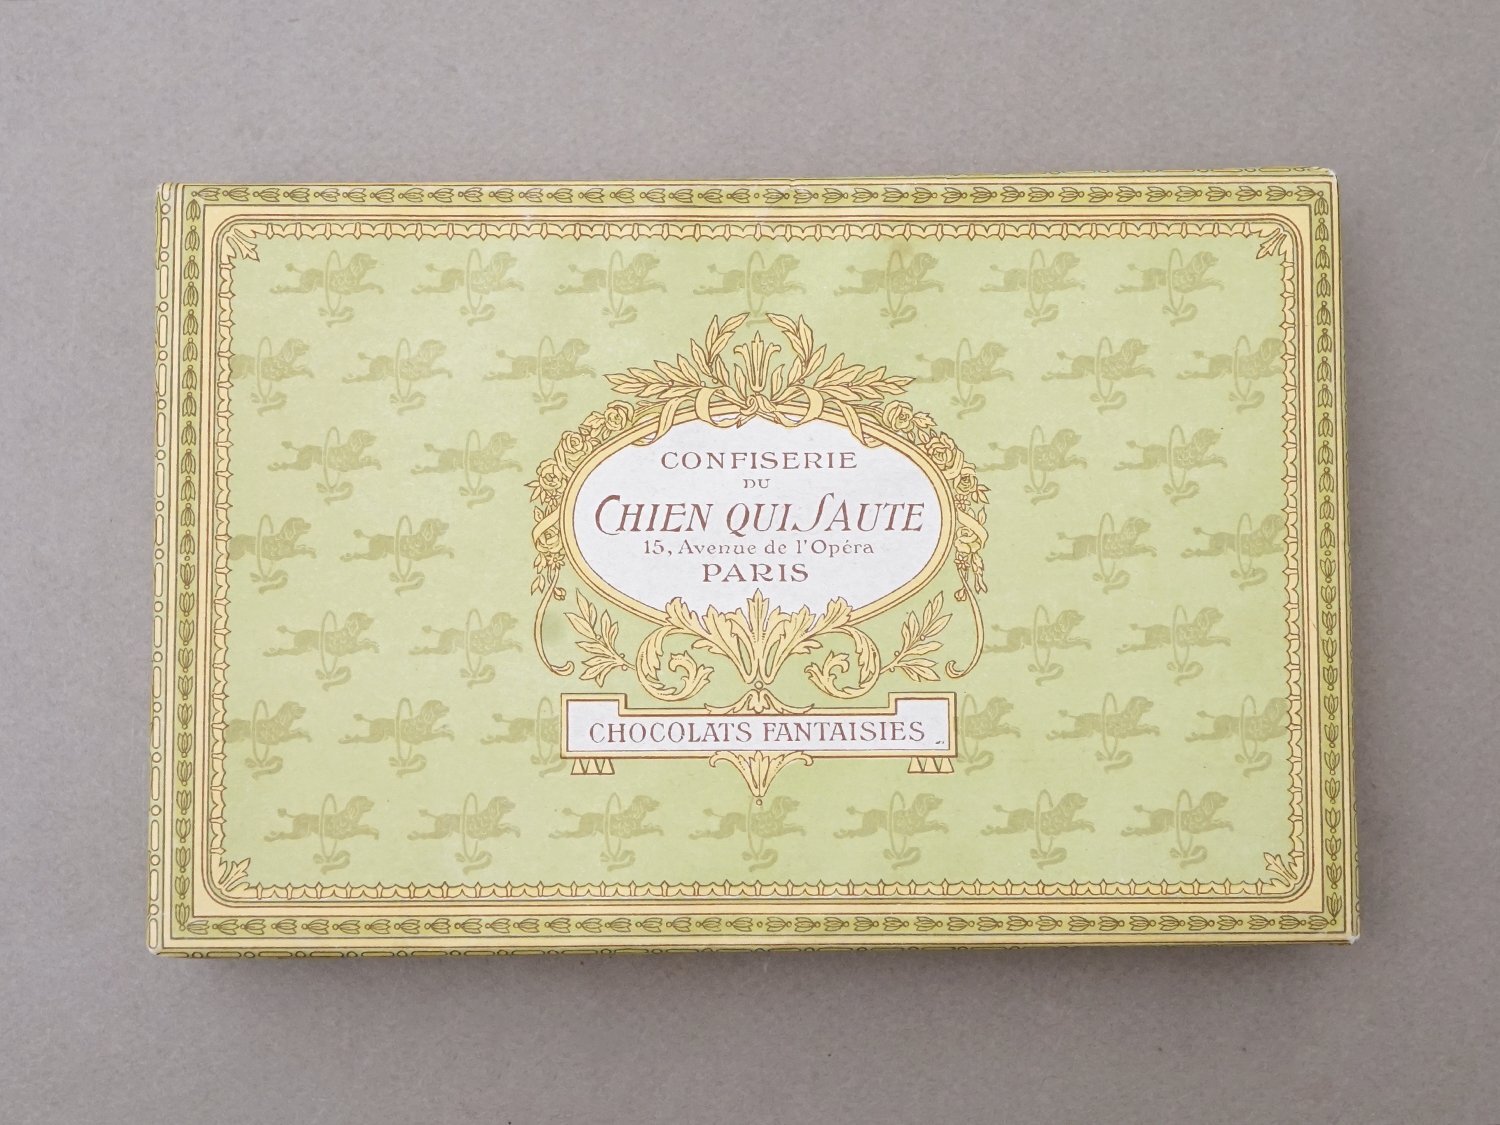 CONFISERIE
DU
CHIEN QUI SAUTE
15, Avenue de l'Opéra
PARIS
CHOCOLATS FANTAISIES